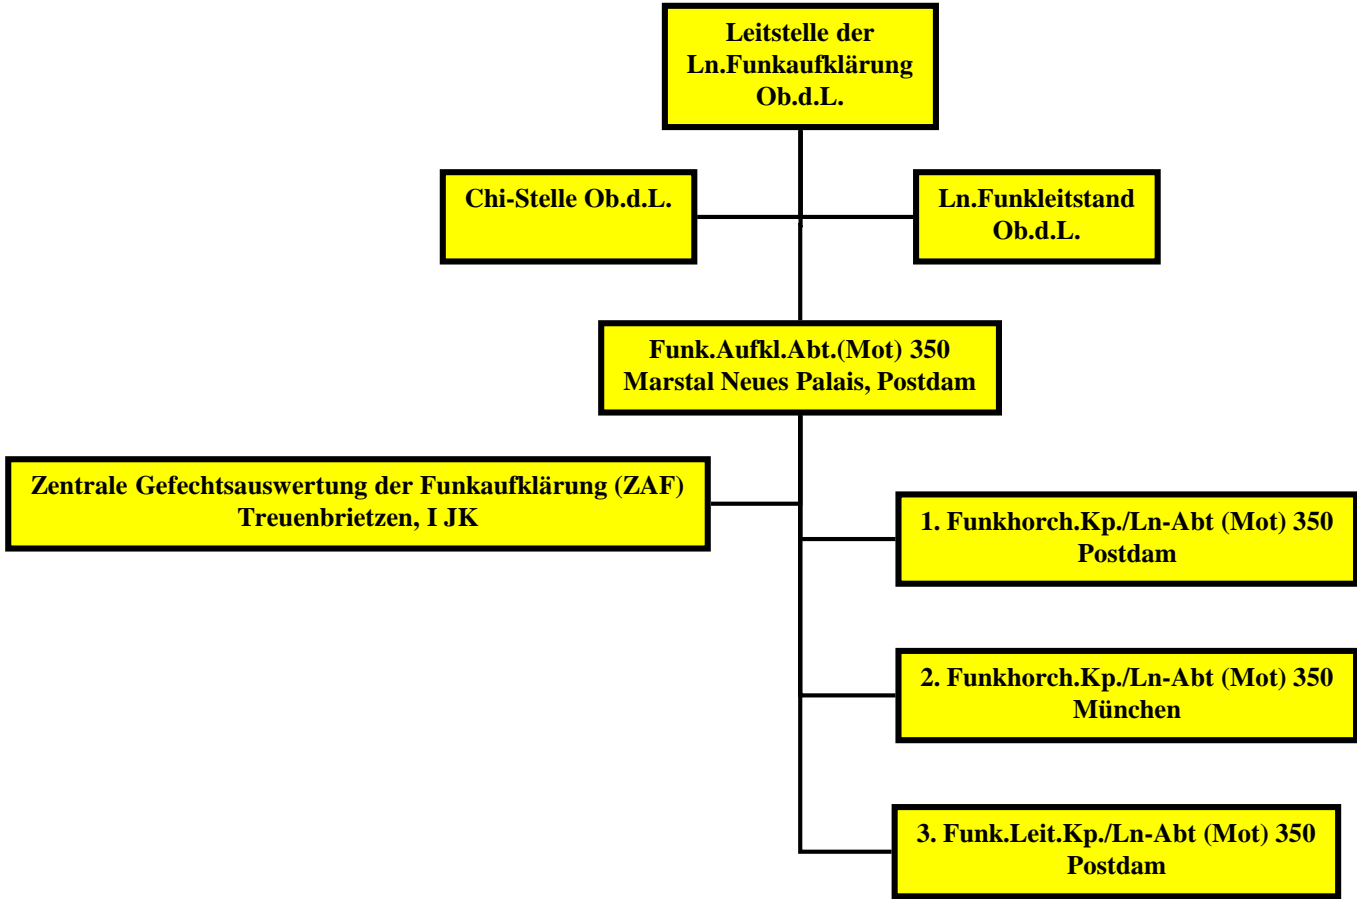 Leitstelle der
Ln.Funkaufklärung
Ob.d.L.
Chi-Stelle Ob.d.L.
Ln.Funkleitstand
Ob.d.L.
Funk.Aufkl.Abt.(Mot) 350
Marstal Neues Palais, Postdam
Zentrale Gefechtsauswertung der Funkaufklärung (ZAF)
Treuenbrietzen, I JK
1. Funkhorch.Kp./Ln-Abt (Mot) 350
Postdam
2. Funkhorch.Kp./Ln-Abt (Mot) 350
München
3. Funk.Leit.Kp./Ln-Abt (Mot) 350
Postdam